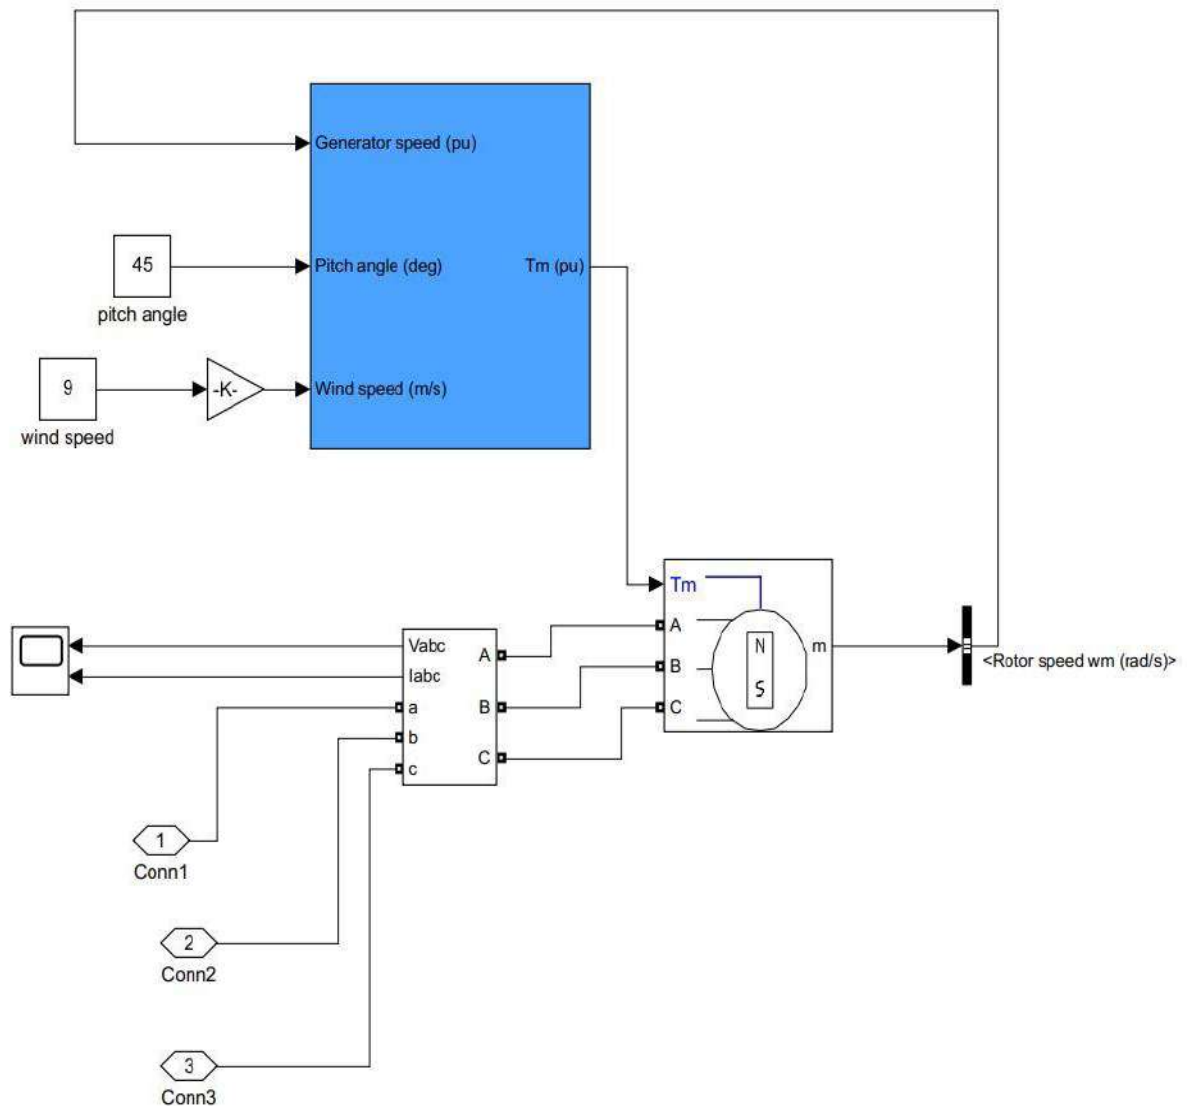 Generator speed (pu)
45
Pitch angle (deg)
Tm (pu)
pitch angle
9
-K-
Wind speed (m/s)
wind speed
Tm
A
B
C
N
S
m
<Rotor speed wm (rad/s)>
Vabc
Iabc
a
b
c
A
B
C
1
Conn1
2
Conn2
3
Conn3